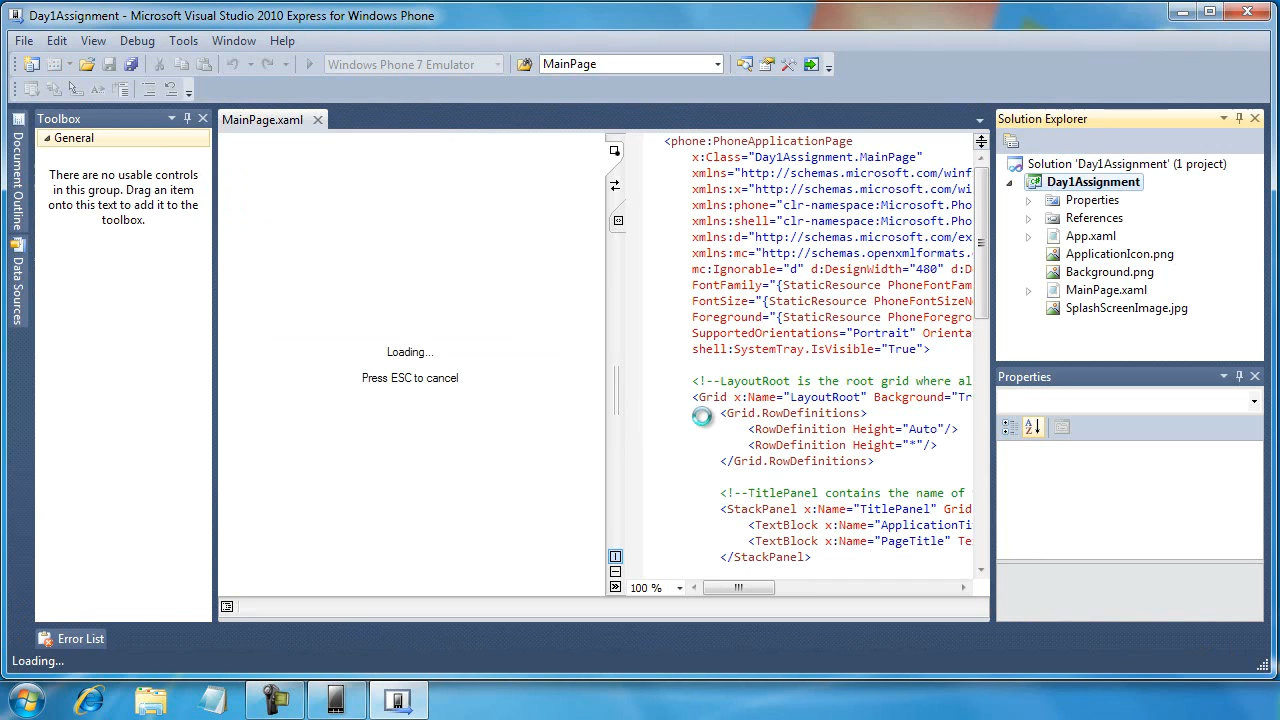 Day1Assignment - Microsoft Visual Studio 2010 Express for Windows Phone
File Edit View Debug Tools Window Help
Windows Phone 7 Emulator MainPage
Document Outline
Data Sources
Toolbox
General
There are no usable controls
in this group. Drag an item
onto this text to add it to the
toolbox.
MainPage.xaml
Loading...
Press ESC to cancel
<phone:PhoneApplicationPage
x:Class="Day1Assignment.MainPage"
xmlns="http://schemas.microsoft.com/winf
xmlns:x="http://schemas.microsoft.com/wi
xmlns:phone="clr-namespace:Microsoft.Pho
xmlns:shell="clr-namespace:Microsoft.Pho
xmlns:d="http://schemas.microsoft.com/ex
xmlns:mc="http://schemas.openxmlformats.
mc:Ignorable="d" d:DesignWidth="480" d:D
FontFamily="{StaticResource PhoneFontFam
FontSize="{StaticResource PhoneFontSizeN
Foreground="{StaticResource PhoneForegro
SupportedOrientations="Portrait" Orienta
shell:SystemTray.IsVisible="True">
<!--LayoutRoot is the root grid where al
<Grid x:Name="LayoutRoot" Background="Tr
<Grid.RowDefinitions>
<RowDefinition Height="Auto"/>
<RowDefinition Height="*"/>
</Grid.RowDefinitions>
<!--TitlePanel contains the name of
<StackPanel x:Name="TitlePanel" Grid
<TextBlock x:Name="ApplicationTi
<TextBlock x:Name="PageTitle" Te
</StackPanel>
100 %
Solution Explorer
Solution 'Day1Assignment' (1 project)
Day1Assignment
Properties
References
App.xaml
ApplicationIcon.png
Background.png
MainPage.xaml
SplashScreenImage.jpg
Properties
Error List
Loading...